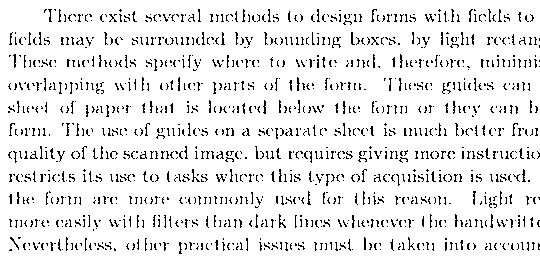 There exist several methods to design forms with fields to
fields may be surrounded by bounding boxes, by light rectan
These methods specify where to write and, therefore, minimi
overlapping with other parts of the form. These guides can
sheet of paper that is located below the form or they can b
form. The use of guides on a separate sheet is much better from
quality of the scanned image, but requires giving more instructio
restricts its use to tasks where this type of acquisition is used.
the form are more commonly used for this reason. Light re
more easily with filters than dark lines whenever the handwritte
Nevertheless, other practical issues must be taken into accoun